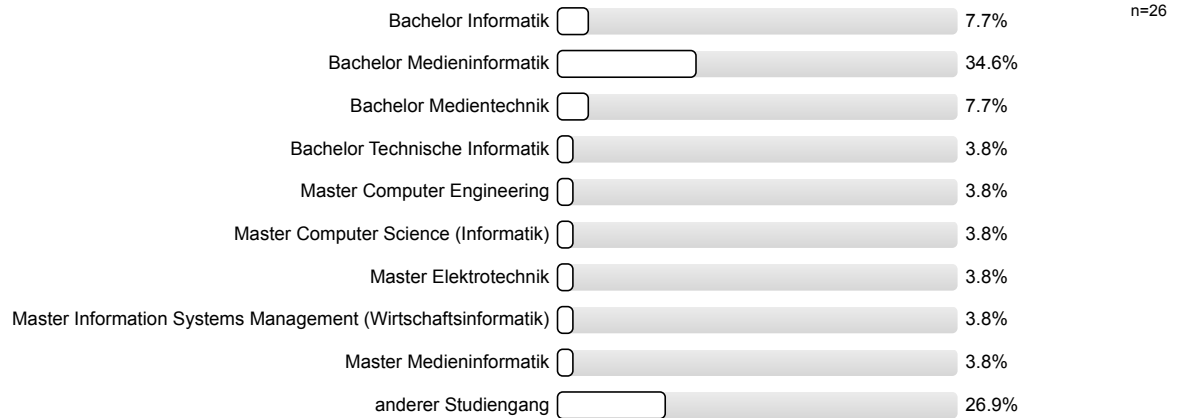 Bachelor Informatik 7.7% n=26
Bachelor Medieninformatik 34.6%
Bachelor Medientechnik 7.7%
Bachelor Technische Informatik 3.8%
Master Computer Engineering 3.8%
Master Computer Science (Informatik) 3.8%
Master Elektrotechnik 3.8%
Master Information Systems Management (Wirtschaftsinformatik) 3.8%
Master Medieninformatik 3.8%
anderer Studiengang 26.9%